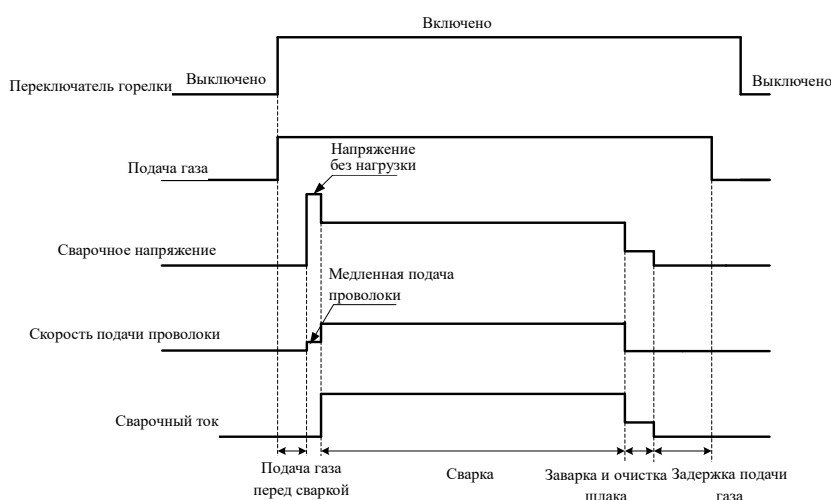 Включено
Переключатель горелки
Выключено
Выключено
Подача газа
Напряжение
без нагрузки
Сварочное напряжение
Медленная подача
проволоки
Скорость подачи проволоки
Сварочный ток
Подача газа
перед сваркой
Сварка
Заварка и очистка
шлака
Задержка подачи
газа